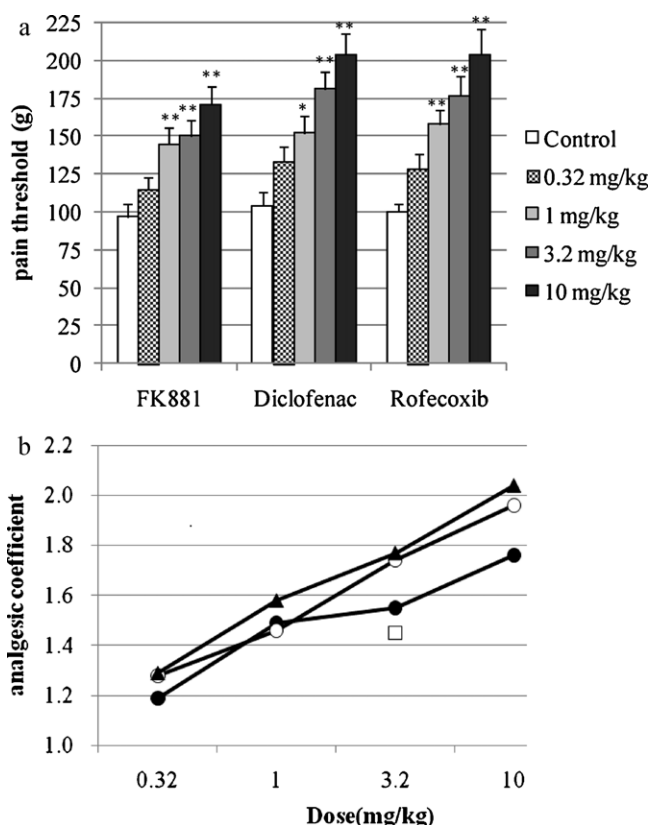 a
225
200
175
150
125
100
75
50
25
0
pain threshold (g)
** ** **
* ** **
** ** **
FK881 Diclofenac Rofecoxib
Control
0.32 mg/kg
1 mg/kg
3.2 mg/kg
10 mg/kg
b
2.2
2.0
1.8
1.6
1.4
1.2
1.0
analgesic coefficient
0.32 1 3.2 10
Dose(mg/kg)